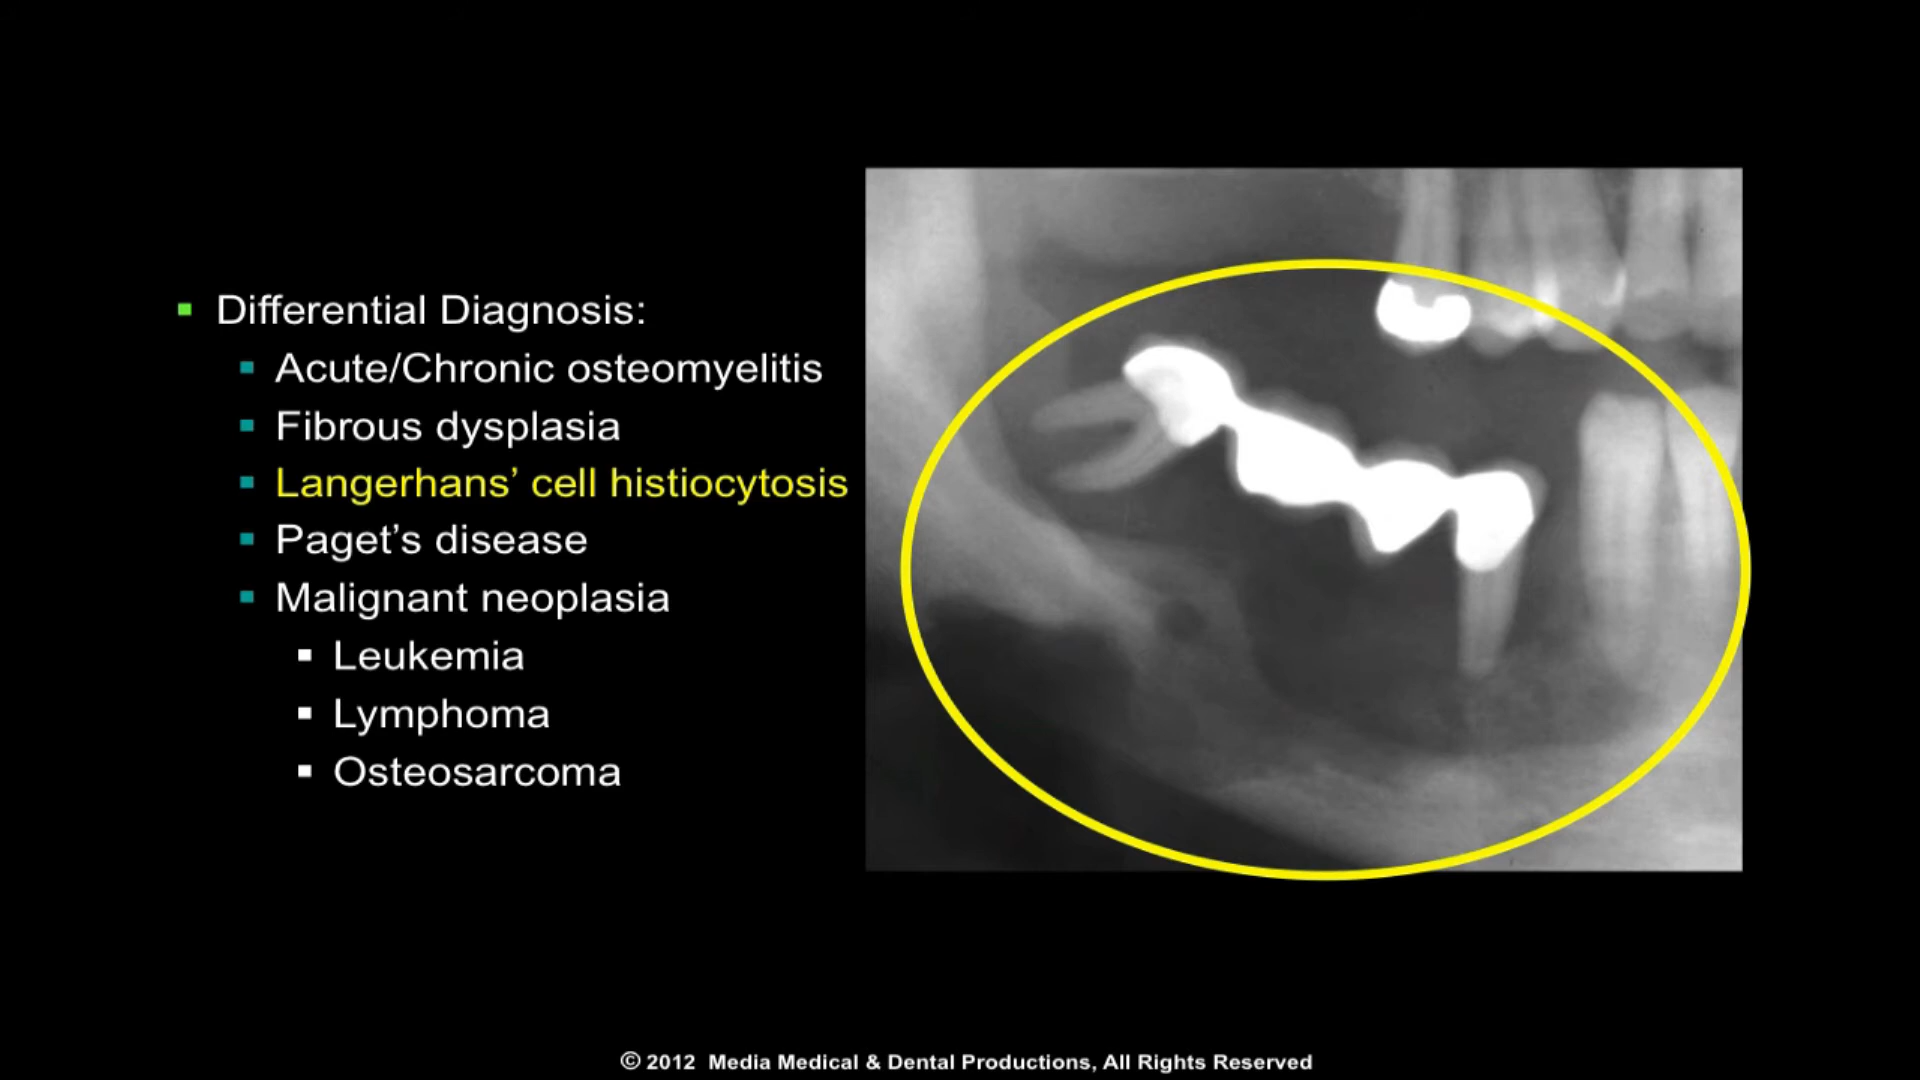 Differential Diagnosis:
Acute/Chronic osteomyelitis
Fibrous dysplasia
Langerhans’ cell histiocytosis
Paget’s disease
Malignant neoplasia
Leukemia
Lymphoma
Osteosarcoma
© 2012 Media Medical & Dental Productions, All Rights Reserved